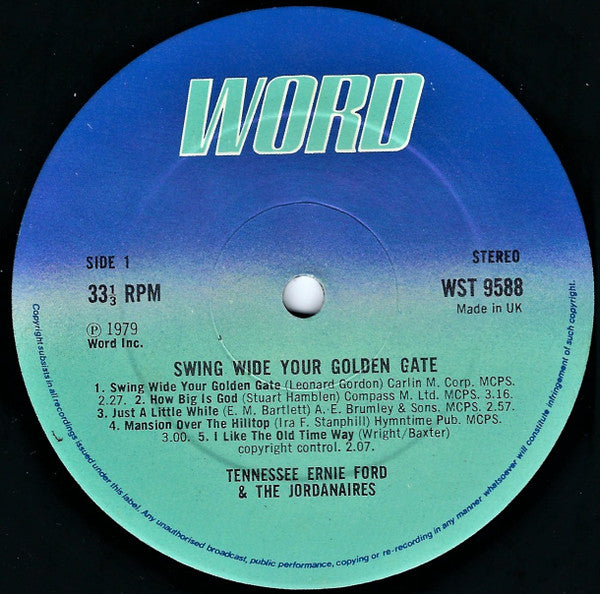 WORD
SIDE 1
STEREO
33⅓ RPM
WST 9588
Made in UK
℗ 1979
Word Inc.
SWING WIDE YOUR GOLDEN GATE
1. Swing Wide Your Golden Gate (Leonard Gordon) Carlin M. Corp. MCPS.
2.27. 2. How Big Is God (Stuart Hamblen) Compass M. Ltd. MCPS. 3.16.
3. Just A Little While (E. M. Bartlett) A. E. Brumley & Sons. MCPS. 2.57.
4. Mansion Over The Hilltop (Ira F. Stanphill) Hymntime Pub. MCPS.
3.00. 5. I Like The Old Time Way (Wright/Baxter)
copyright control. 2.07.
TENNESSEE ERNIE FORD
& THE JORDANAIRES
Copyright subsists in all recordings issued under this label. Any unauthorised broadcast, public performance, copying or re-recording in any manner whatsoever will constitute infringement of such copyright.